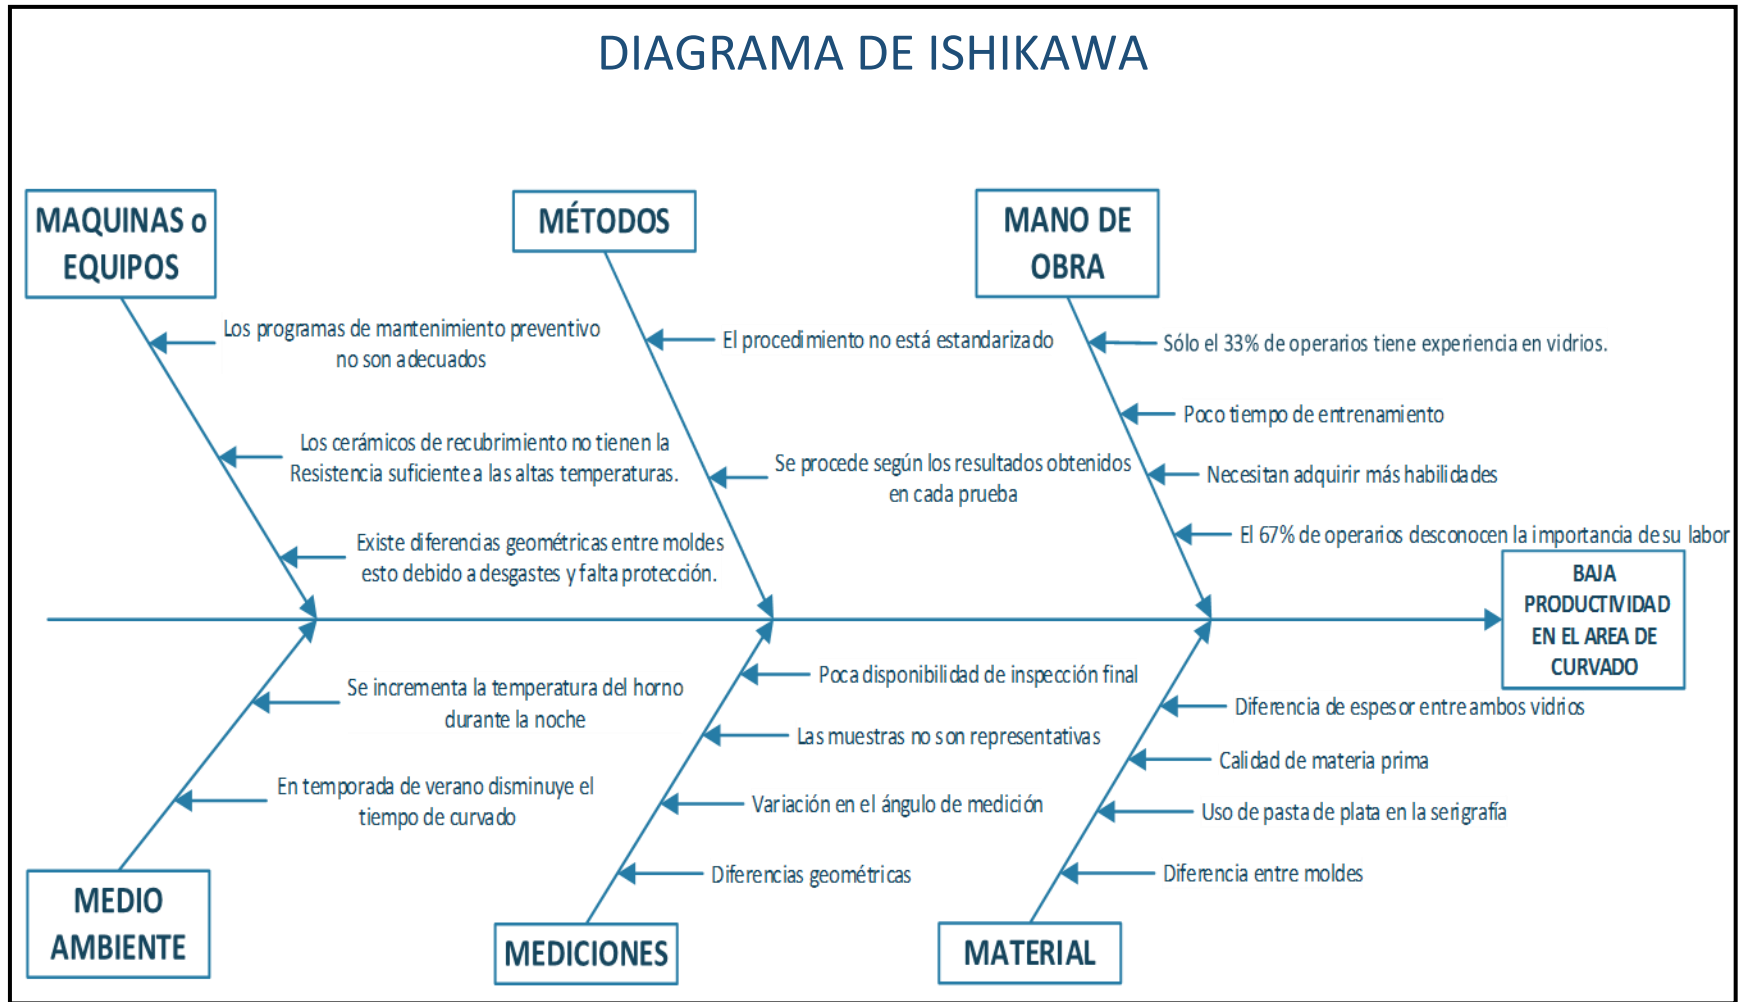 DIAGRAMA DE ISHIKAWA
MAQUINAS o
EQUIPOS
Los programas de mantenimiento preventivo
no son adecuados
Los cerámicos de recubrimiento no tienen la
Resistencia suficiente a las altas temperaturas.
Existe diferencias geométricas entre moldes
esto debido a desgastes y falta protección.
MÉTODOS
El procedimiento no está estandarizado
Se procede según los resultados obtenidos
en cada prueba
MANO DE
OBRA
Sólo el 33% de operarios tiene experiencia en vidrios.
Poco tiempo de entrenamiento
Necesitan adquirir más habilidades
El 67% de operarios desconocen la importancia de su labor
BAJA
PRODUCTIVIDAD
EN EL AREA DE
CURVADO
Se incrementa la temperatura del horno
durante la noche
En temporada de verano disminuye el
tiempo de curvado
MEDIO
AMBIENTE
Poca disponibilidad de inspección final
Las muestras no son representativas
Variación en el ángulo de medición
Diferencias geométricas
MEDICIONES
Diferencia de espesor entre ambos vidrios
Calidad de materia prima
Uso de pasta de plata en la serigrafía
Diferencia entre moldes
MATERIAL